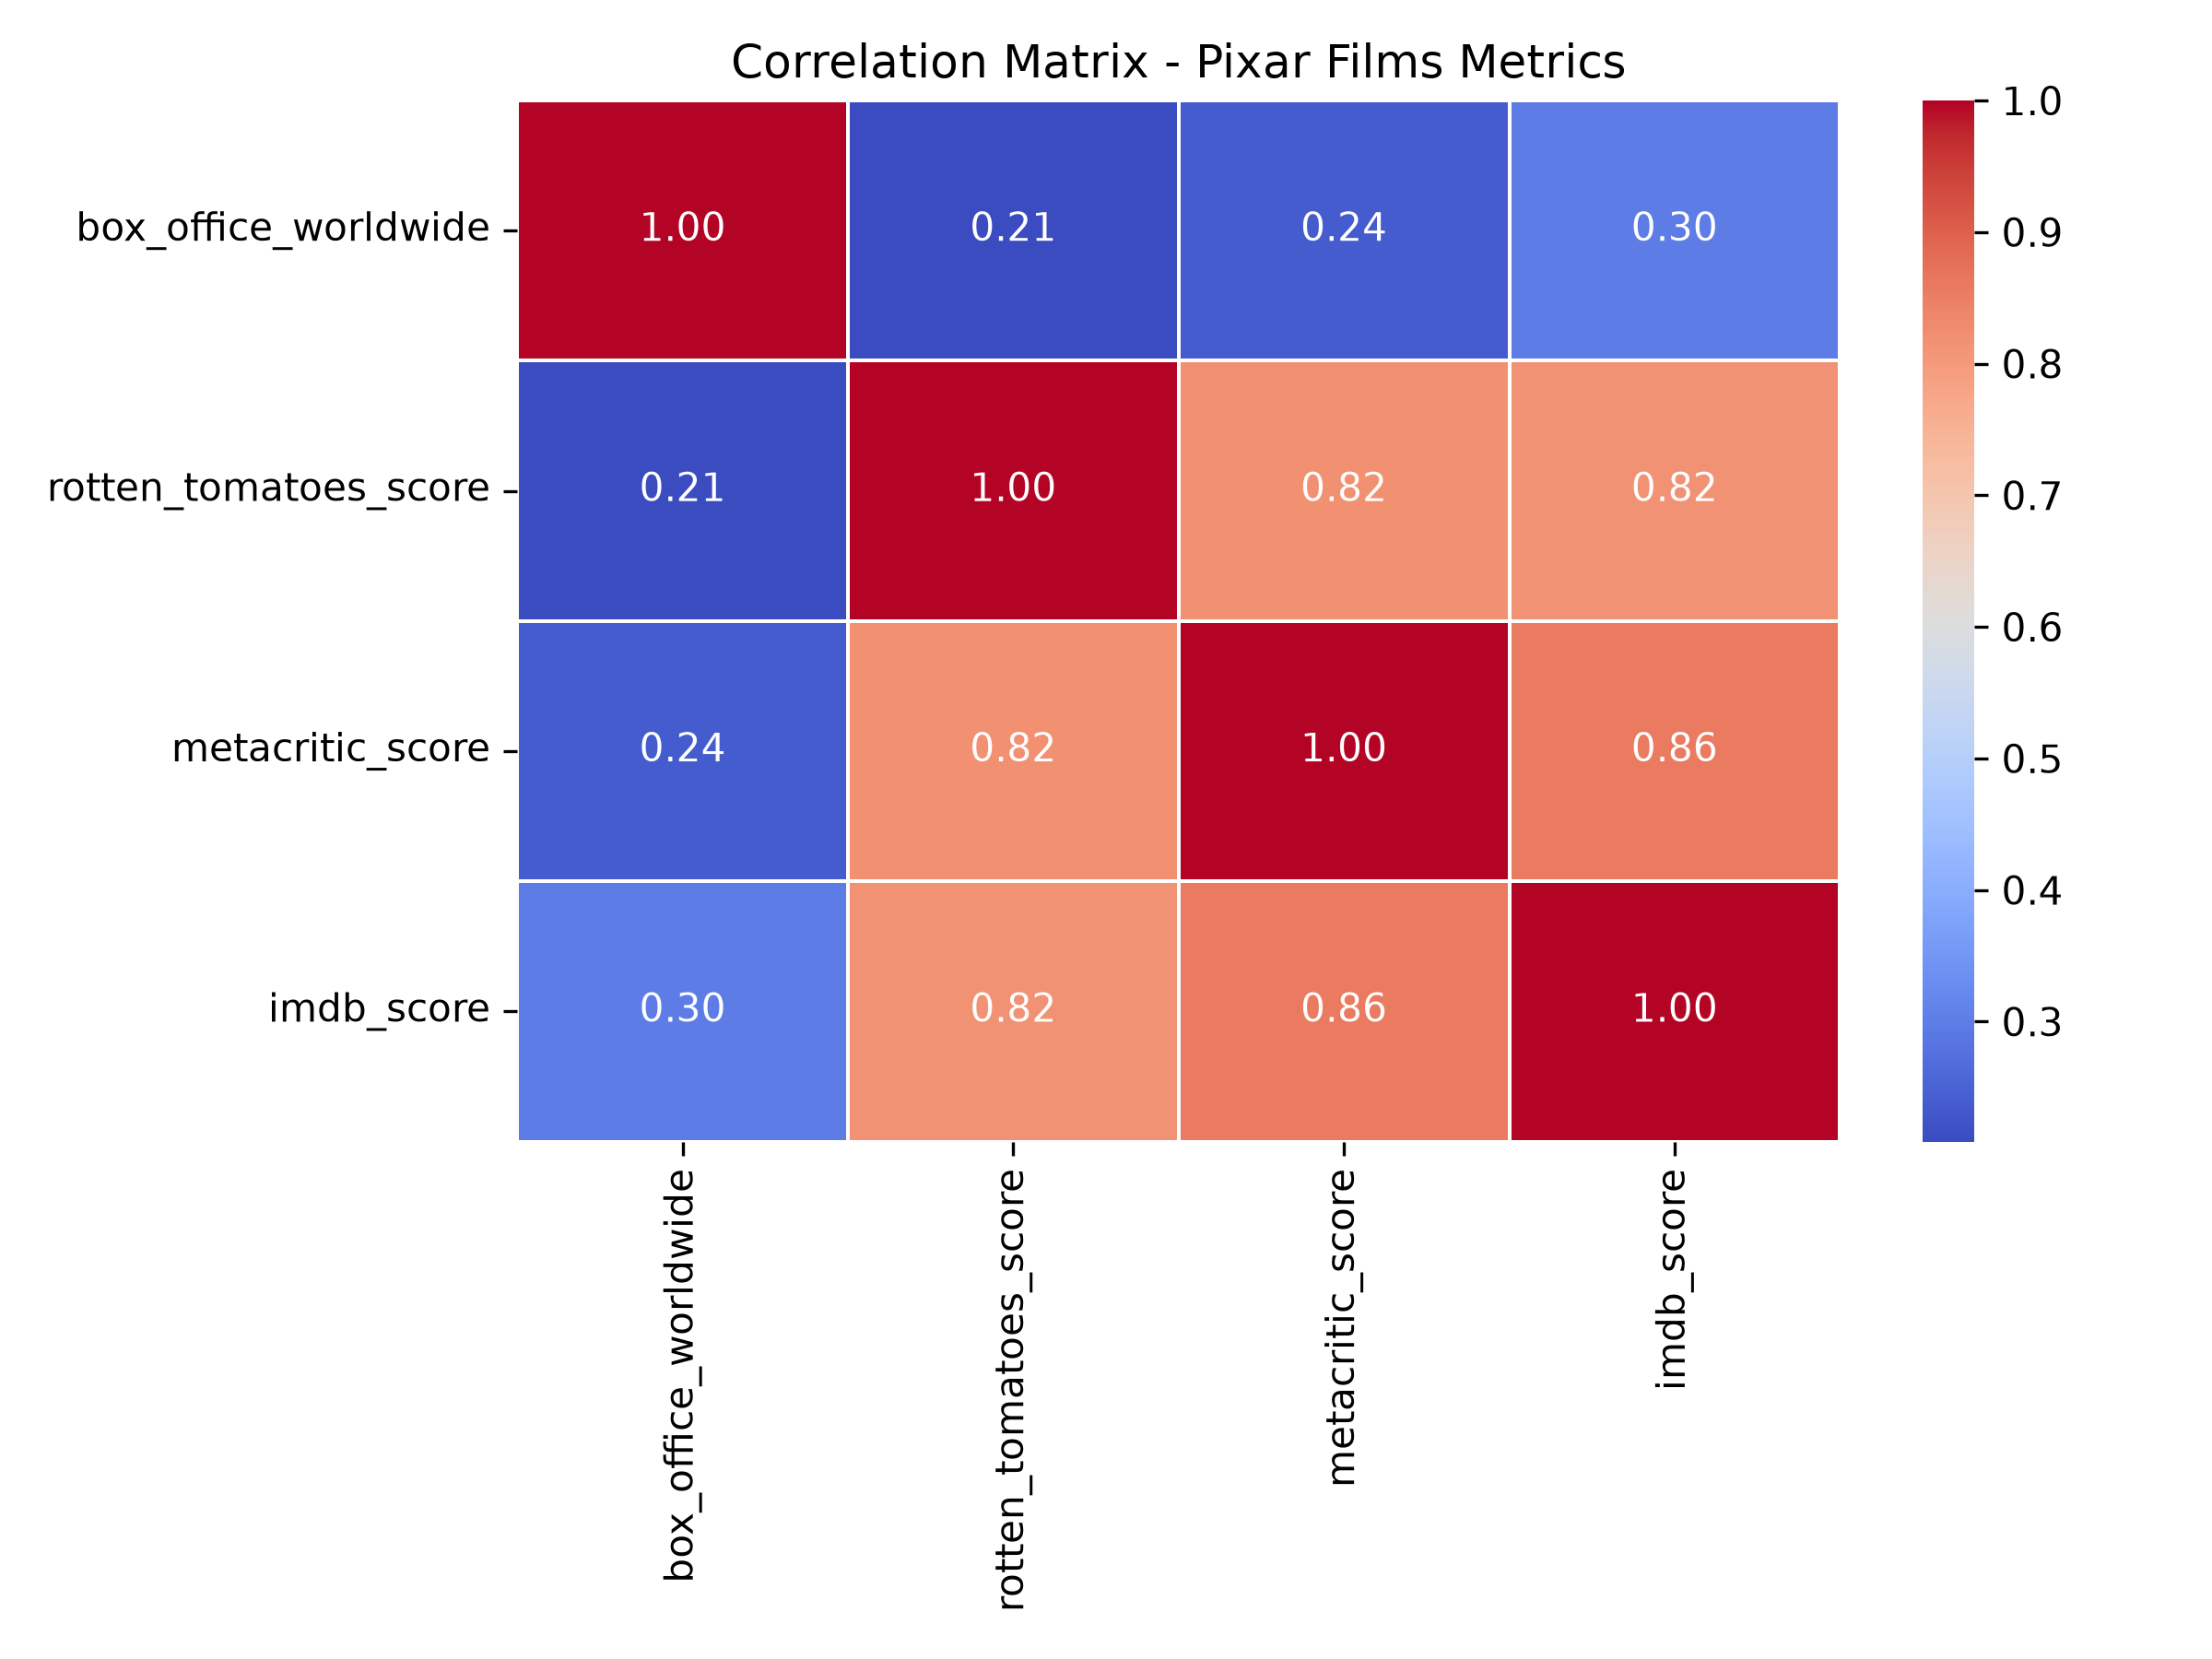 Correlation Matrix - Pixar Films Metrics
box_office_worldwide
1.00 0.21 0.24 0.30
rotten_tomatoes_score
0.21 1.00 0.82 0.82
metacritic_score
0.24 0.82 1.00 0.86
imdb_score
0.30 0.82 0.86 1.00
box_office_worldwide
rotten_tomatoes_score
metacritic_score
imdb_score
1.0
0.9
0.8
0.7
0.6
0.5
0.4
0.3